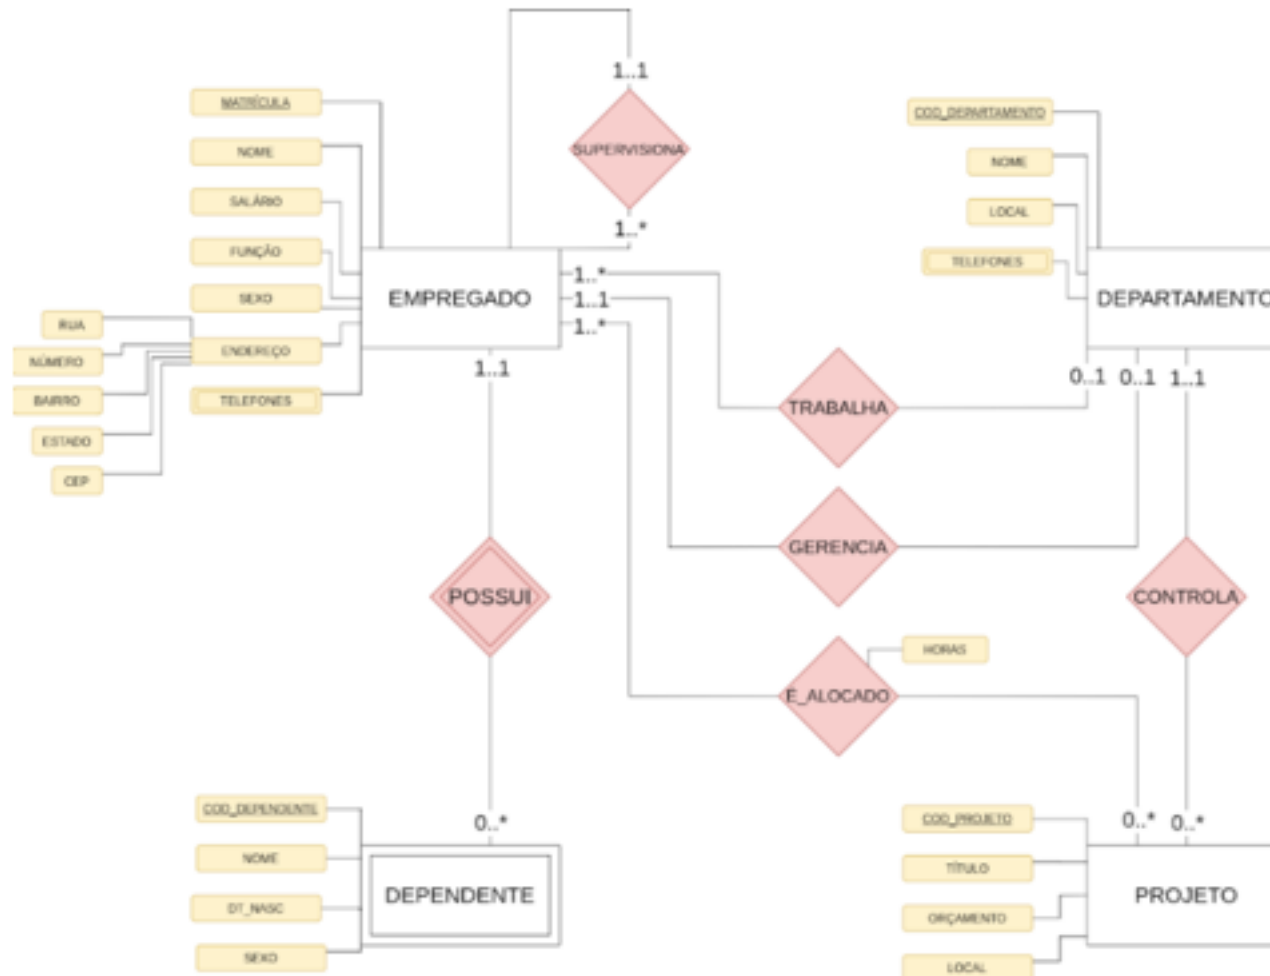 1..1
MATRÍCULA
COD_DEPARTAMENTO
NOME
SUPERVISIONA
NOME
SALÁRIO
LOCAL
1..*
FUNÇÃO
TELEFONES
1..*
SEXO
EMPREGADO
1..1
DEPARTAMENTO
RUA
1..*
ENDEREÇO
NÚMERO
1..1
0..1
0..1
1..1
BAIRRO
TELEFONES
TRABALHA
ESTADO
CEP
GERENCIA
POSSUI
CONTROLA
HORAS
E_ALOCADO
COD_DEPENDENTE
0..*
COD_PROJETO
0..*
0..*
NOME
TÍTULO
DEPENDENTE
PROJETO
DT_NASC
ORÇAMENTO
SEXO
LOCAL